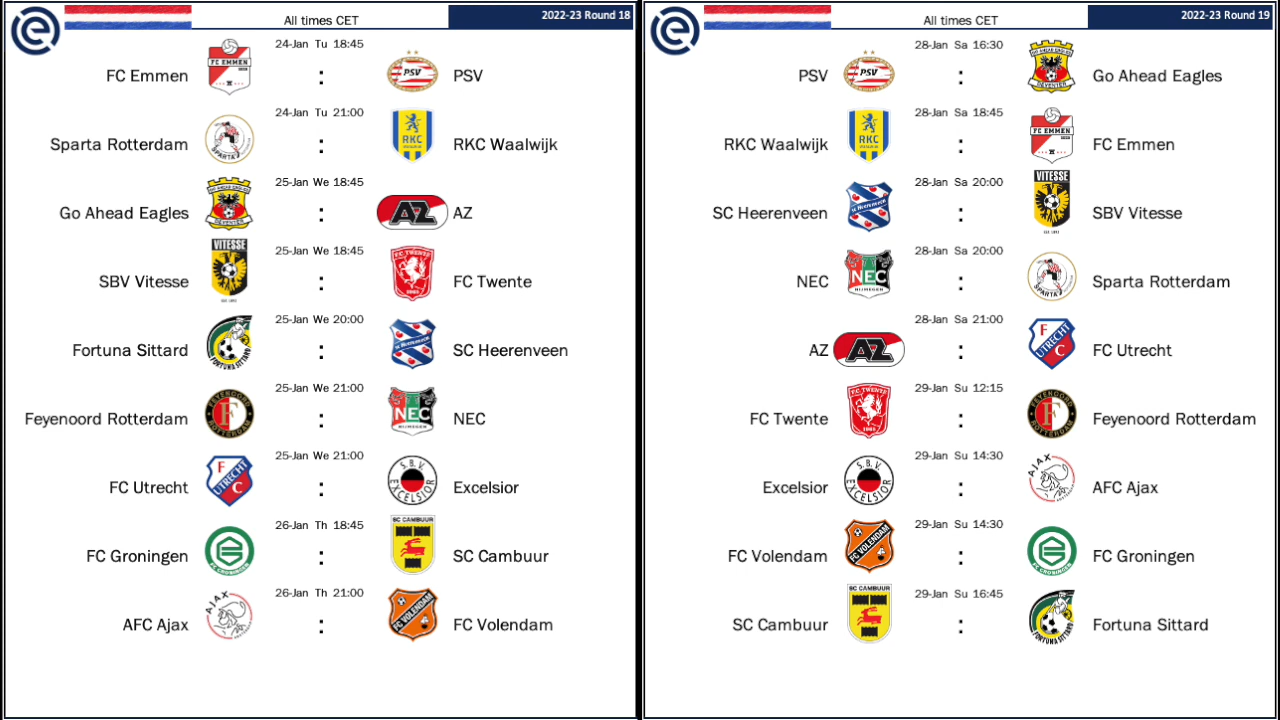 All times CET
2022-23 Round 18
24-Jan Tu 18:45
FC Emmen : PSV
24-Jan Tu 21:00
Sparta Rotterdam : RKC Waalwijk
25-Jan We 18:45
Go Ahead Eagles : AZ
25-Jan We 18:45
SBV Vitesse : FC Twente
25-Jan We 20:00
Fortuna Sittard : SC Heerenveen
25-Jan We 21:00
Feyenoord Rotterdam : NEC
25-Jan We 21:00
FC Utrecht : Excelsior
26-Jan Th 18:45
FC Groningen : SC Cambuur
26-Jan Th 21:00
AFC Ajax : FC Volendam
All times CET
2022-23 Round 19
28-Jan Sa 16:30
PSV : Go Ahead Eagles
28-Jan Sa 18:45
RKC Waalwijk : FC Emmen
28-Jan Sa 20:00
SC Heerenveen : SBV Vitesse
28-Jan Sa 20:00
NEC : Sparta Rotterdam
28-Jan Sa 21:00
AZ : FC Utrecht
29-Jan Su 12:15
FC Twente : Feyenoord Rotterdam
29-Jan Su 14:30
Excelsior : AFC Ajax
29-Jan Su 14:30
FC Volendam : FC Groningen
29-Jan Su 16:45
SC Cambuur : Fortuna Sittard